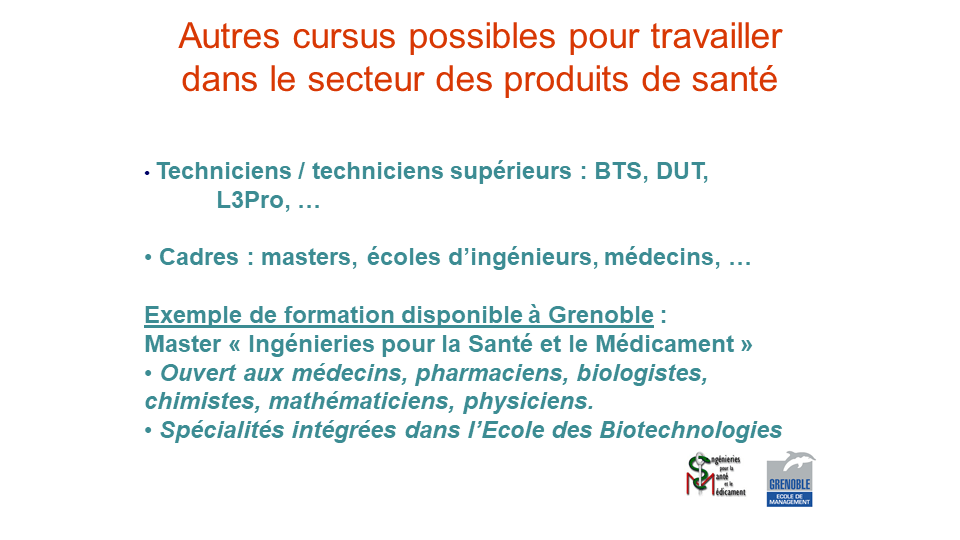 Autres cursus possibles pour travailler
dans le secteur des produits de santé
• Techniciens / techniciens supérieurs : BTS, DUT,
L3Pro, …
• Cadres : masters, écoles d’ingénieurs, médecins, …
Exemple de formation disponible à Grenoble :
Master « Ingénieries pour la Santé et le Médicament »
• Ouvert aux médecins, pharmaciens, biologistes,
chimistes, mathématiciens, physiciens.
• Spécialités intégrées dans l’Ecole des Biotechnologies
Ingénieries
pour la
Santé
et le
Médicament
GRENOBLE
ECOLE DE
MANAGEMENT